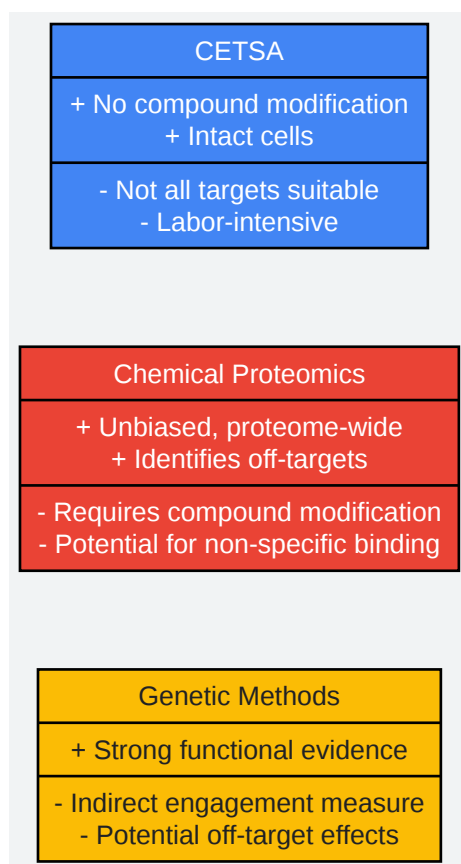 CETSA
+ No compound modification
+ Intact cells
- Not all targets suitable
- Labor-intensive
Chemical Proteomics
+ Unbiased, proteome-wide
+ Identifies off-targets
- Requires compound modification
- Potential for non-specific binding
Genetic Methods
+ Strong functional evidence
- Indirect engagement measure
- Potential off-target effects